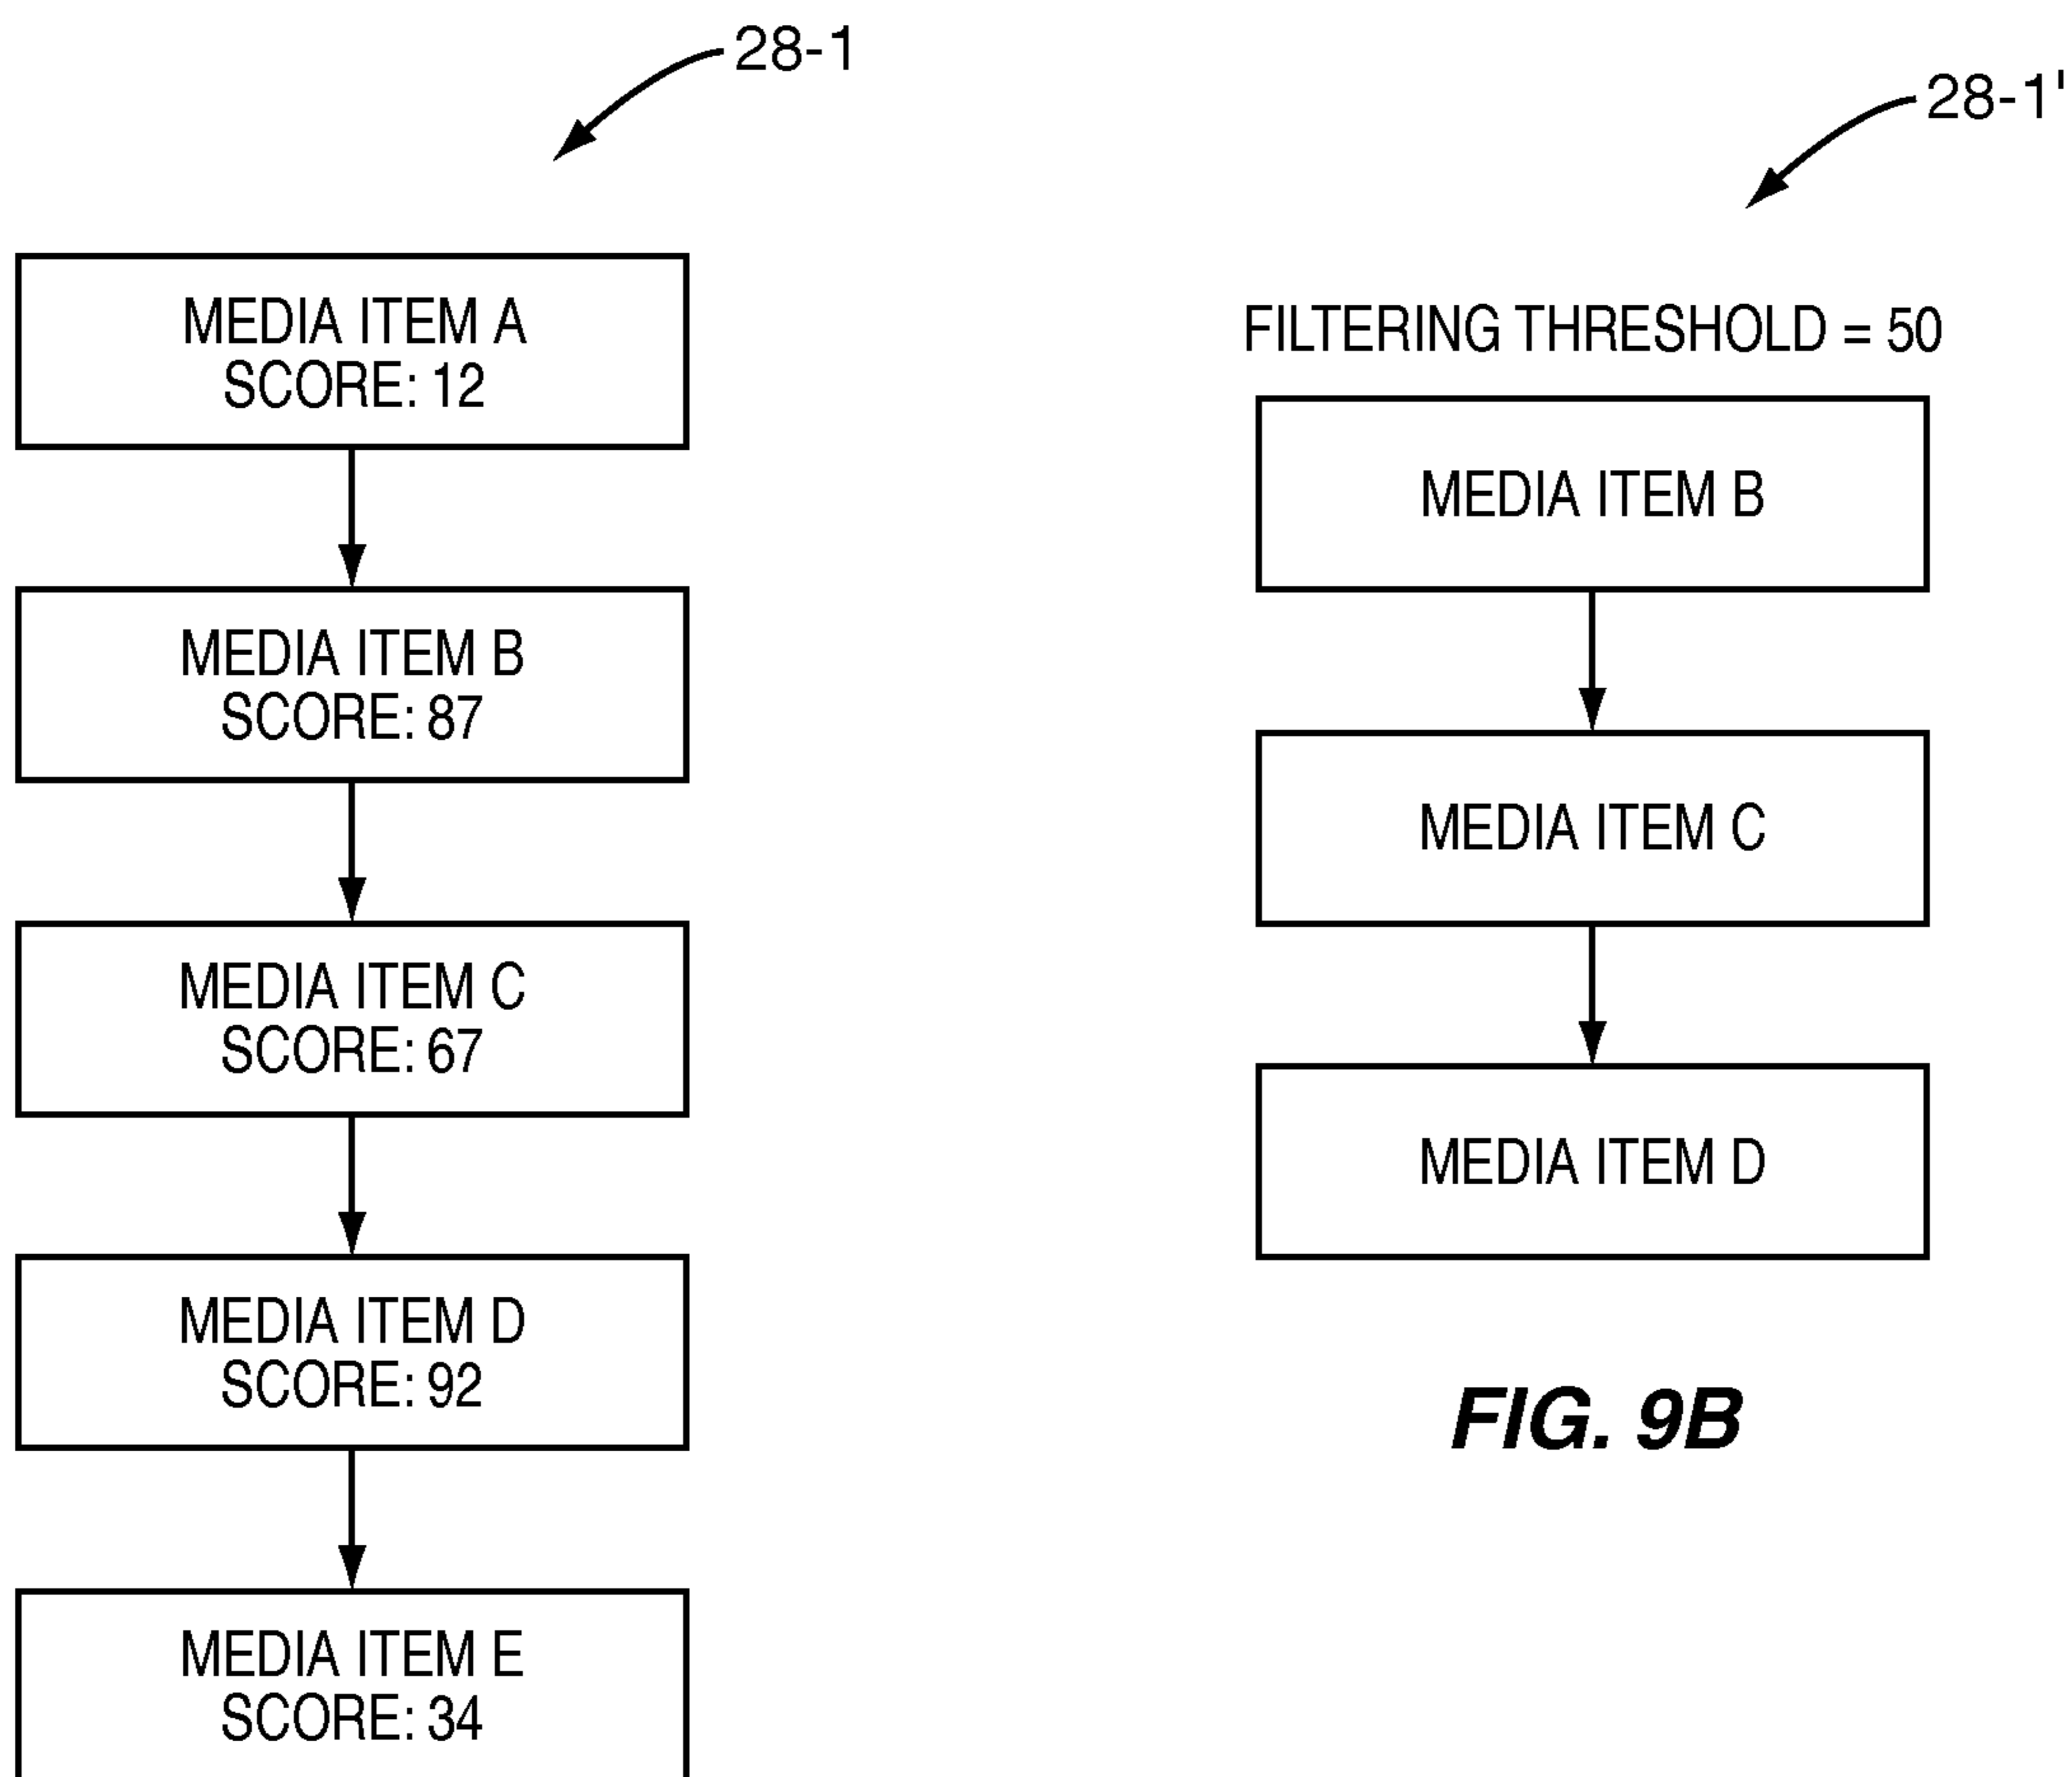 28-1
MEDIA ITEM A
SCORE: 12
MEDIA ITEM B
SCORE: 87
MEDIA ITEM C
SCORE: 67
MEDIA ITEM D
SCORE: 92
MEDIA ITEM E
SCORE: 34
28-1'
FILTERING THRESHOLD = 50
MEDIA ITEM B
MEDIA ITEM C
MEDIA ITEM D
FIG. 9B